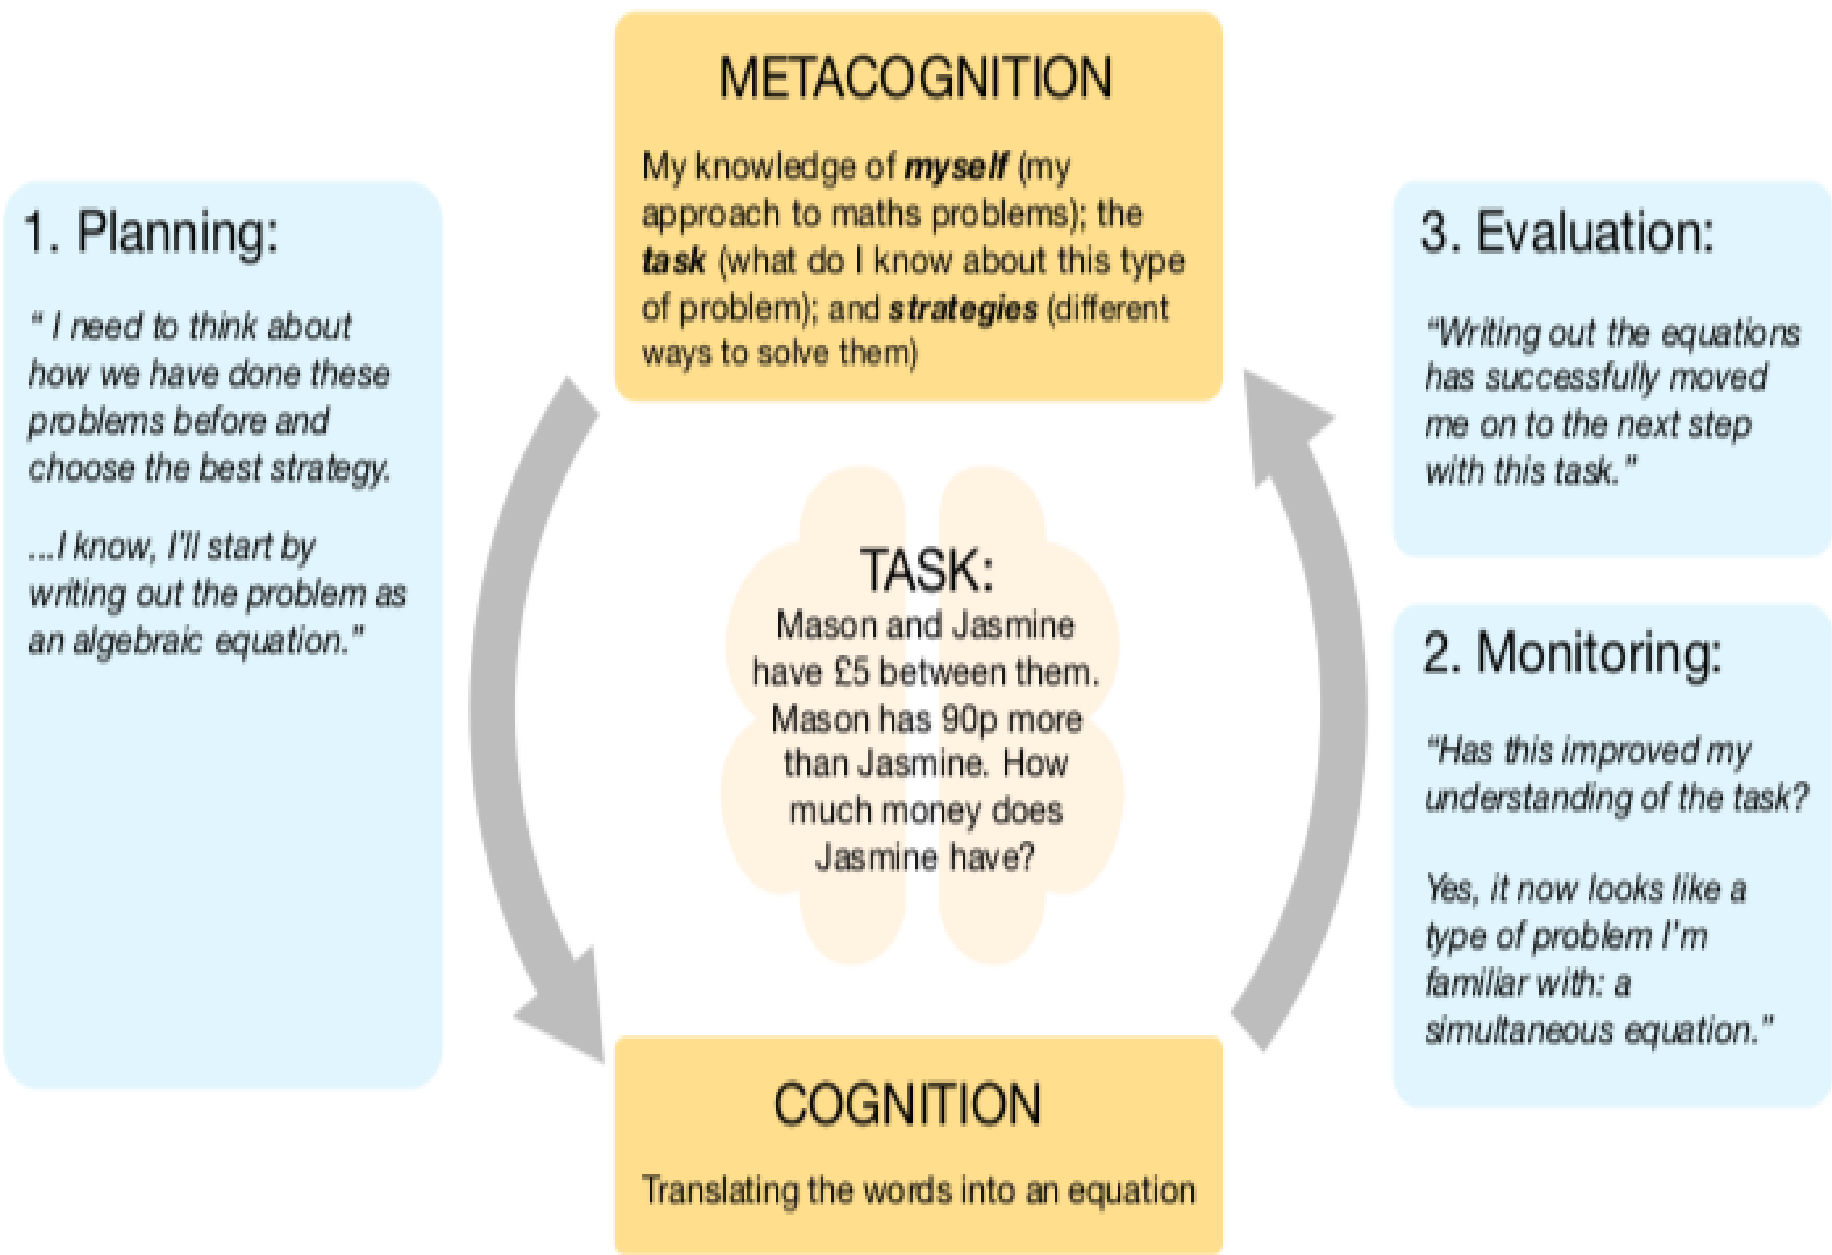 METACOGNITION
My knowledge of myself (my
approach to maths problems); the
task (what do I know about this type
of problem); and strategies (different
ways to solve them)
1. Planning:
“ I need to think about
how we have done these
problems before and
choose the best strategy.
...I know, I'll start by
writing out the problem as
an algebraic equation.”
TASK:
Mason and Jasmine
have £5 between them.
Mason has 90p more
than Jasmine. How
much money does
Jasmine have?
3. Evaluation:
“Writing out the equations
has successfully moved
me on to the next step
with this task.”
2. Monitoring:
“Has this improved my
understanding of the task?
Yes, it now looks like a
type of problem I'm
familiar with: a
simultaneous equation.”
COGNITION
Translating the words into an equation